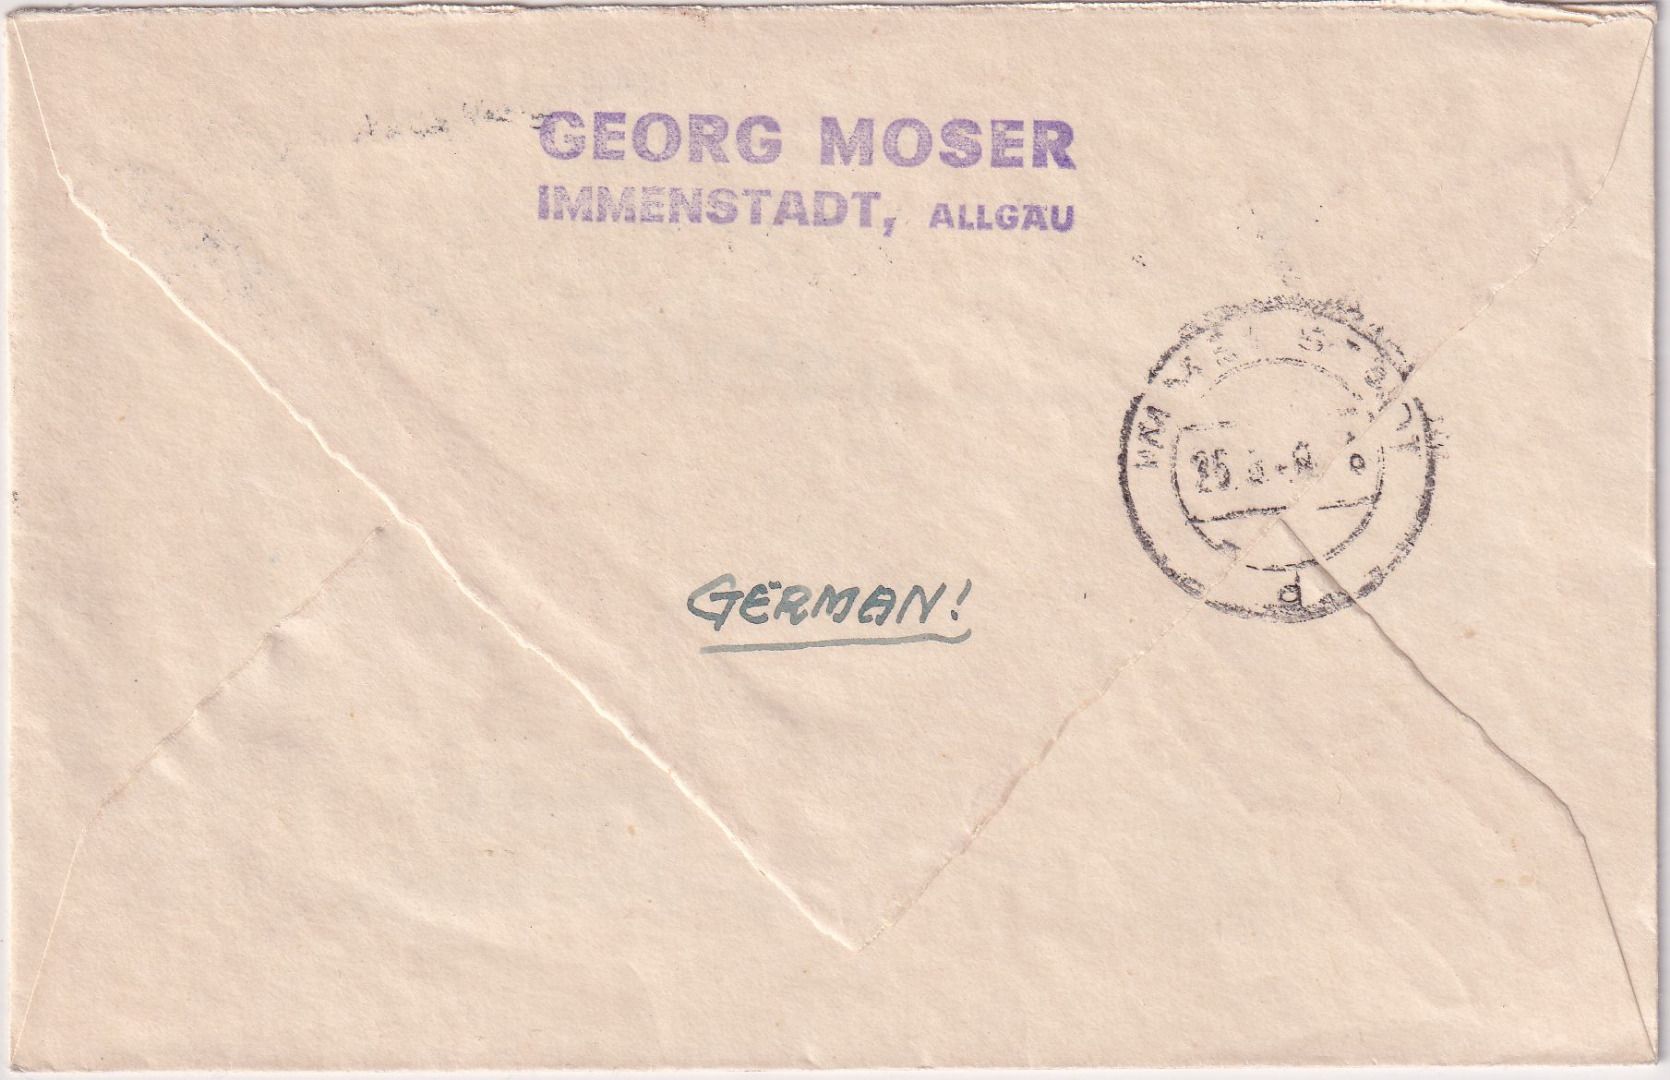 GEORG MOSER
IMMENSTADT, ALLGÄU
GERMAN!
d